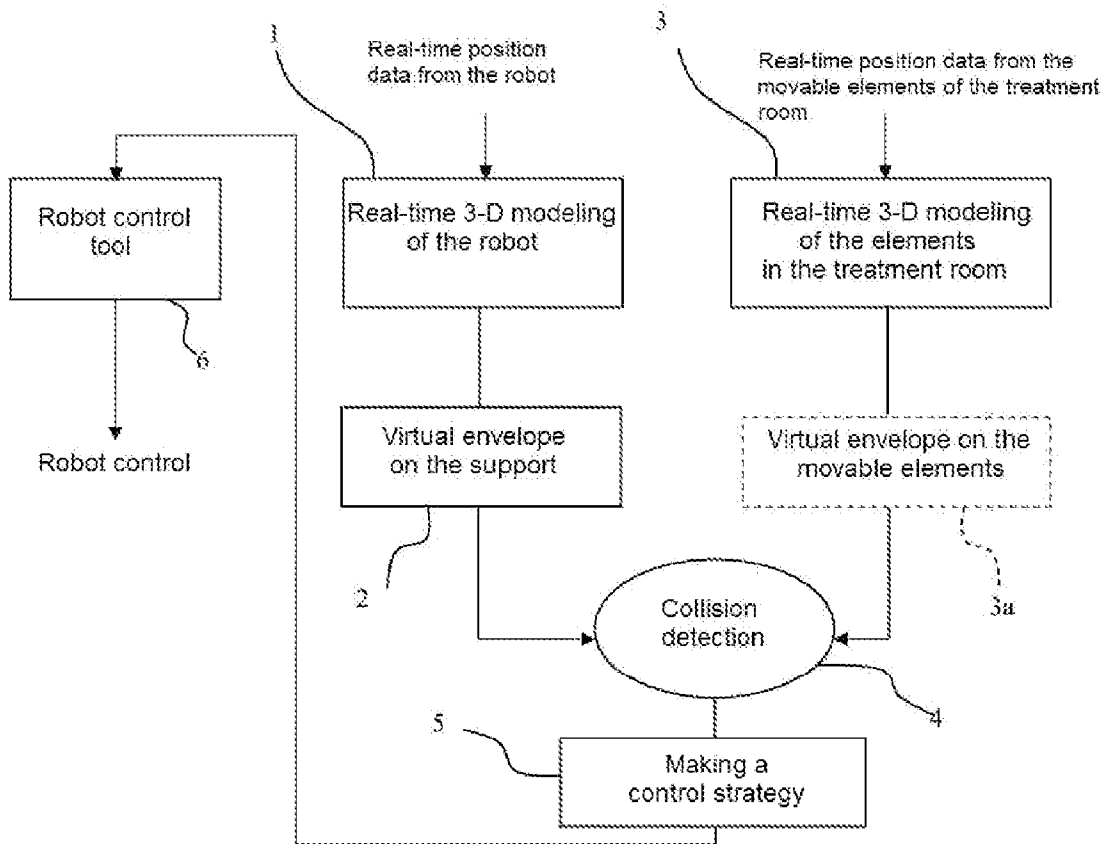 1
Real-time position
data from the robot
3
Real-time position data from the
movable elements of the treatment
room
Robot control
tool
Real-time 3-D modeling
of the robot
Real-time 3-D modeling
of the elements
in the treatment room
6
Robot control
Virtual envelope
on the support
Virtual envelope on the
movable elements
2
3a
Collision
detection
4
5
Making a
control strategy